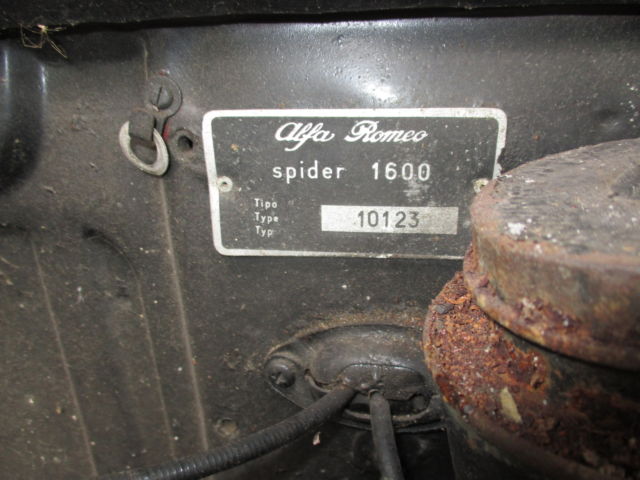 Alfa Romeo
spider 1600
Tipo
Type 10123
Typ